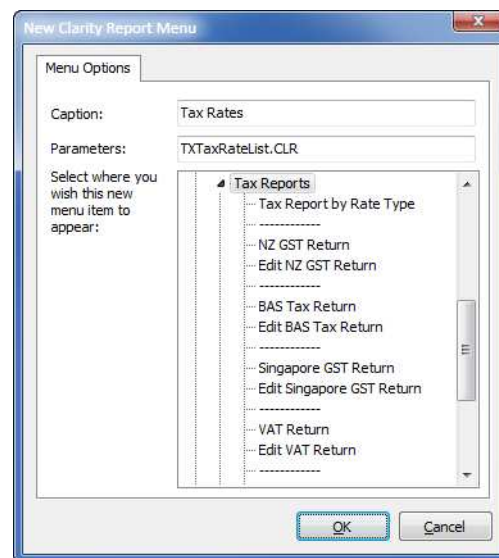 New Clarity Report Menu
Menu Options
Caption:
Tax Rates
Parameters:
TXTaxRateList.CLR
Select where you
wish this new
menu item to
appear:
Tax Reports
Tax Report by Rate Type
------------
NZ GST Return
Edit NZ GST Return
------------
BAS Tax Return
Edit BAS Tax Return
------------
Singapore GST Return
Edit Singapore GST Return
------------
VAT Return
Edit VAT Return
------------
OK
Cancel